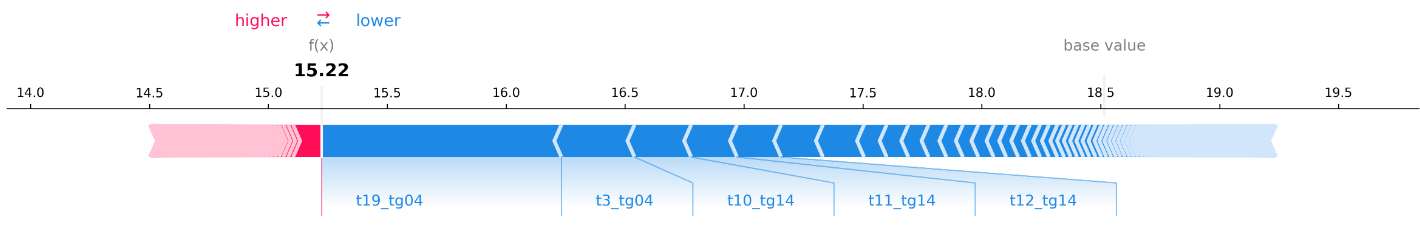 higher ⇄ lower
f(x) base value
15.22
14.0 14.5 15.0 15.5 16.0 16.5 17.0 17.5 18.0 18.5 19.0 19.5
t19_tg04 t3_tg04 t10_tg14 t11_tg14 t12_tg14